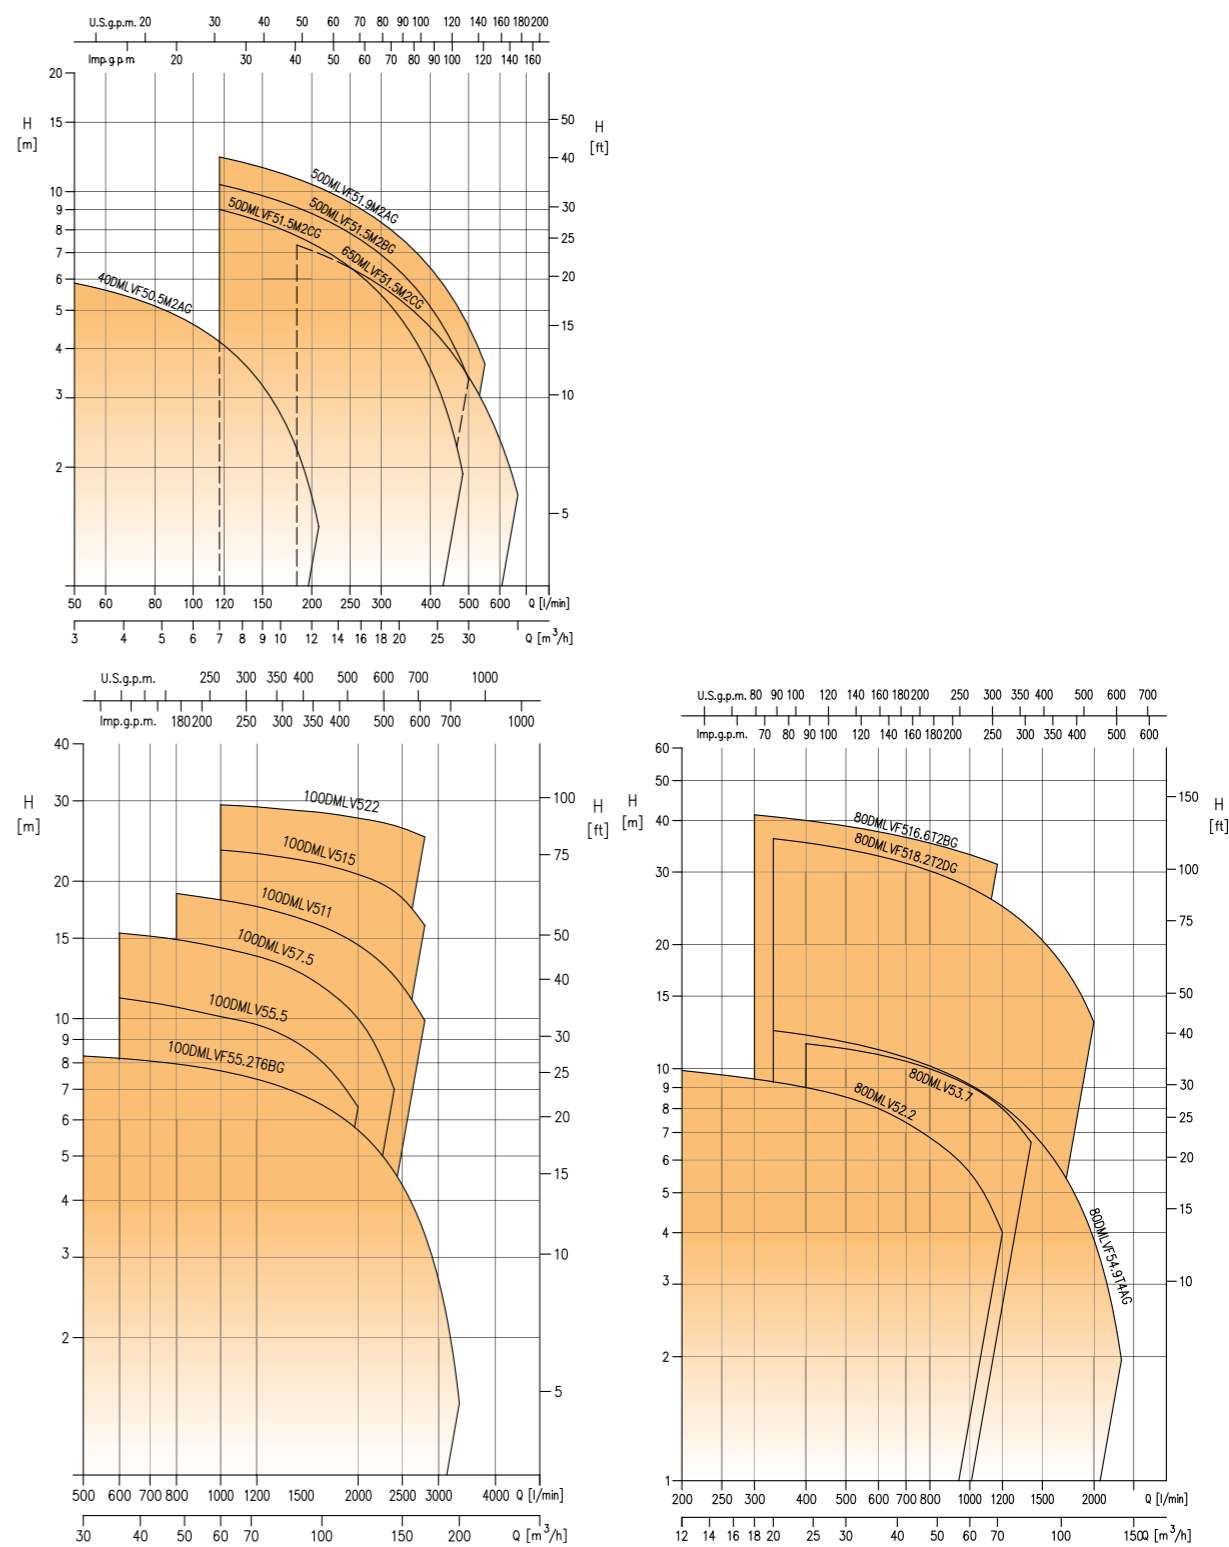 U.S.g.p.m. 20 30 40 50 60 70 80 90 100 120 140 160 180 200
Imp.g.p.m. 20 30 40 50 60 70 80 90 100 120 140 160
H
[m]
20
15
10
9
8
7
6
5
4
3
2
50
40
30
25
20
15
10
5
H
[ft]
50DMLVF51.9M2AG
50DMLVF51.5M2BG
50DMLVF51.5M2CG
65DMLVF51.5M2CG
40DMLVF50.5M2AG
50 60 80 100 120 150 200 250 300 400 500 600 Q [l/min]
3 4 5 6 7 8 9 10 12 14 16 18 20 25 30 Q [m³/h]
U.S.g.p.m. 250 300 350 400 500 600 700 1000
Imp.g.p.m. 180 200 250 300 350 400 500 600 700 1000
H
[m]
40
30
20
15
10
9
8
7
6
5
4
3
2
100
75
50
40
30
25
20
15
10
5
H
[ft]
100DMLV522
100DMLV515
100DMLV511
100DMLV57.5
100DMLV55.5
100DMLVF55.2T6BG
500 600 700 800 1000 1500 2000 3000 4000 Q [l/min]
30 40 50 60 70 100 200 Q [m³/h]
U.S.g.p.m. 80 90 100 120 140 160 180 200 250 300 350 400 500 600 700
Imp.g.p.m. 70 80 90 100 120 140 160 180 200 250 300 350 400 500 600
H
[m]
60
50
40
30
20
15
10
9
8
7
6
5
4
3
2
1
150
100
75
50
40
30
25
20
15
10
H
[ft]
80DMLVF516.6T2BG
80DMLVF518.2T2DG
80DMLV53.7
80DMLV52.2
80DMLVF54.9T4AG
200 250 300 400 500 600 700 800 1000 1200 1500 2000 Q [l/min]
12 14 16 18 20 25 30 40 50 60 70 100 150 Q [m³/h]